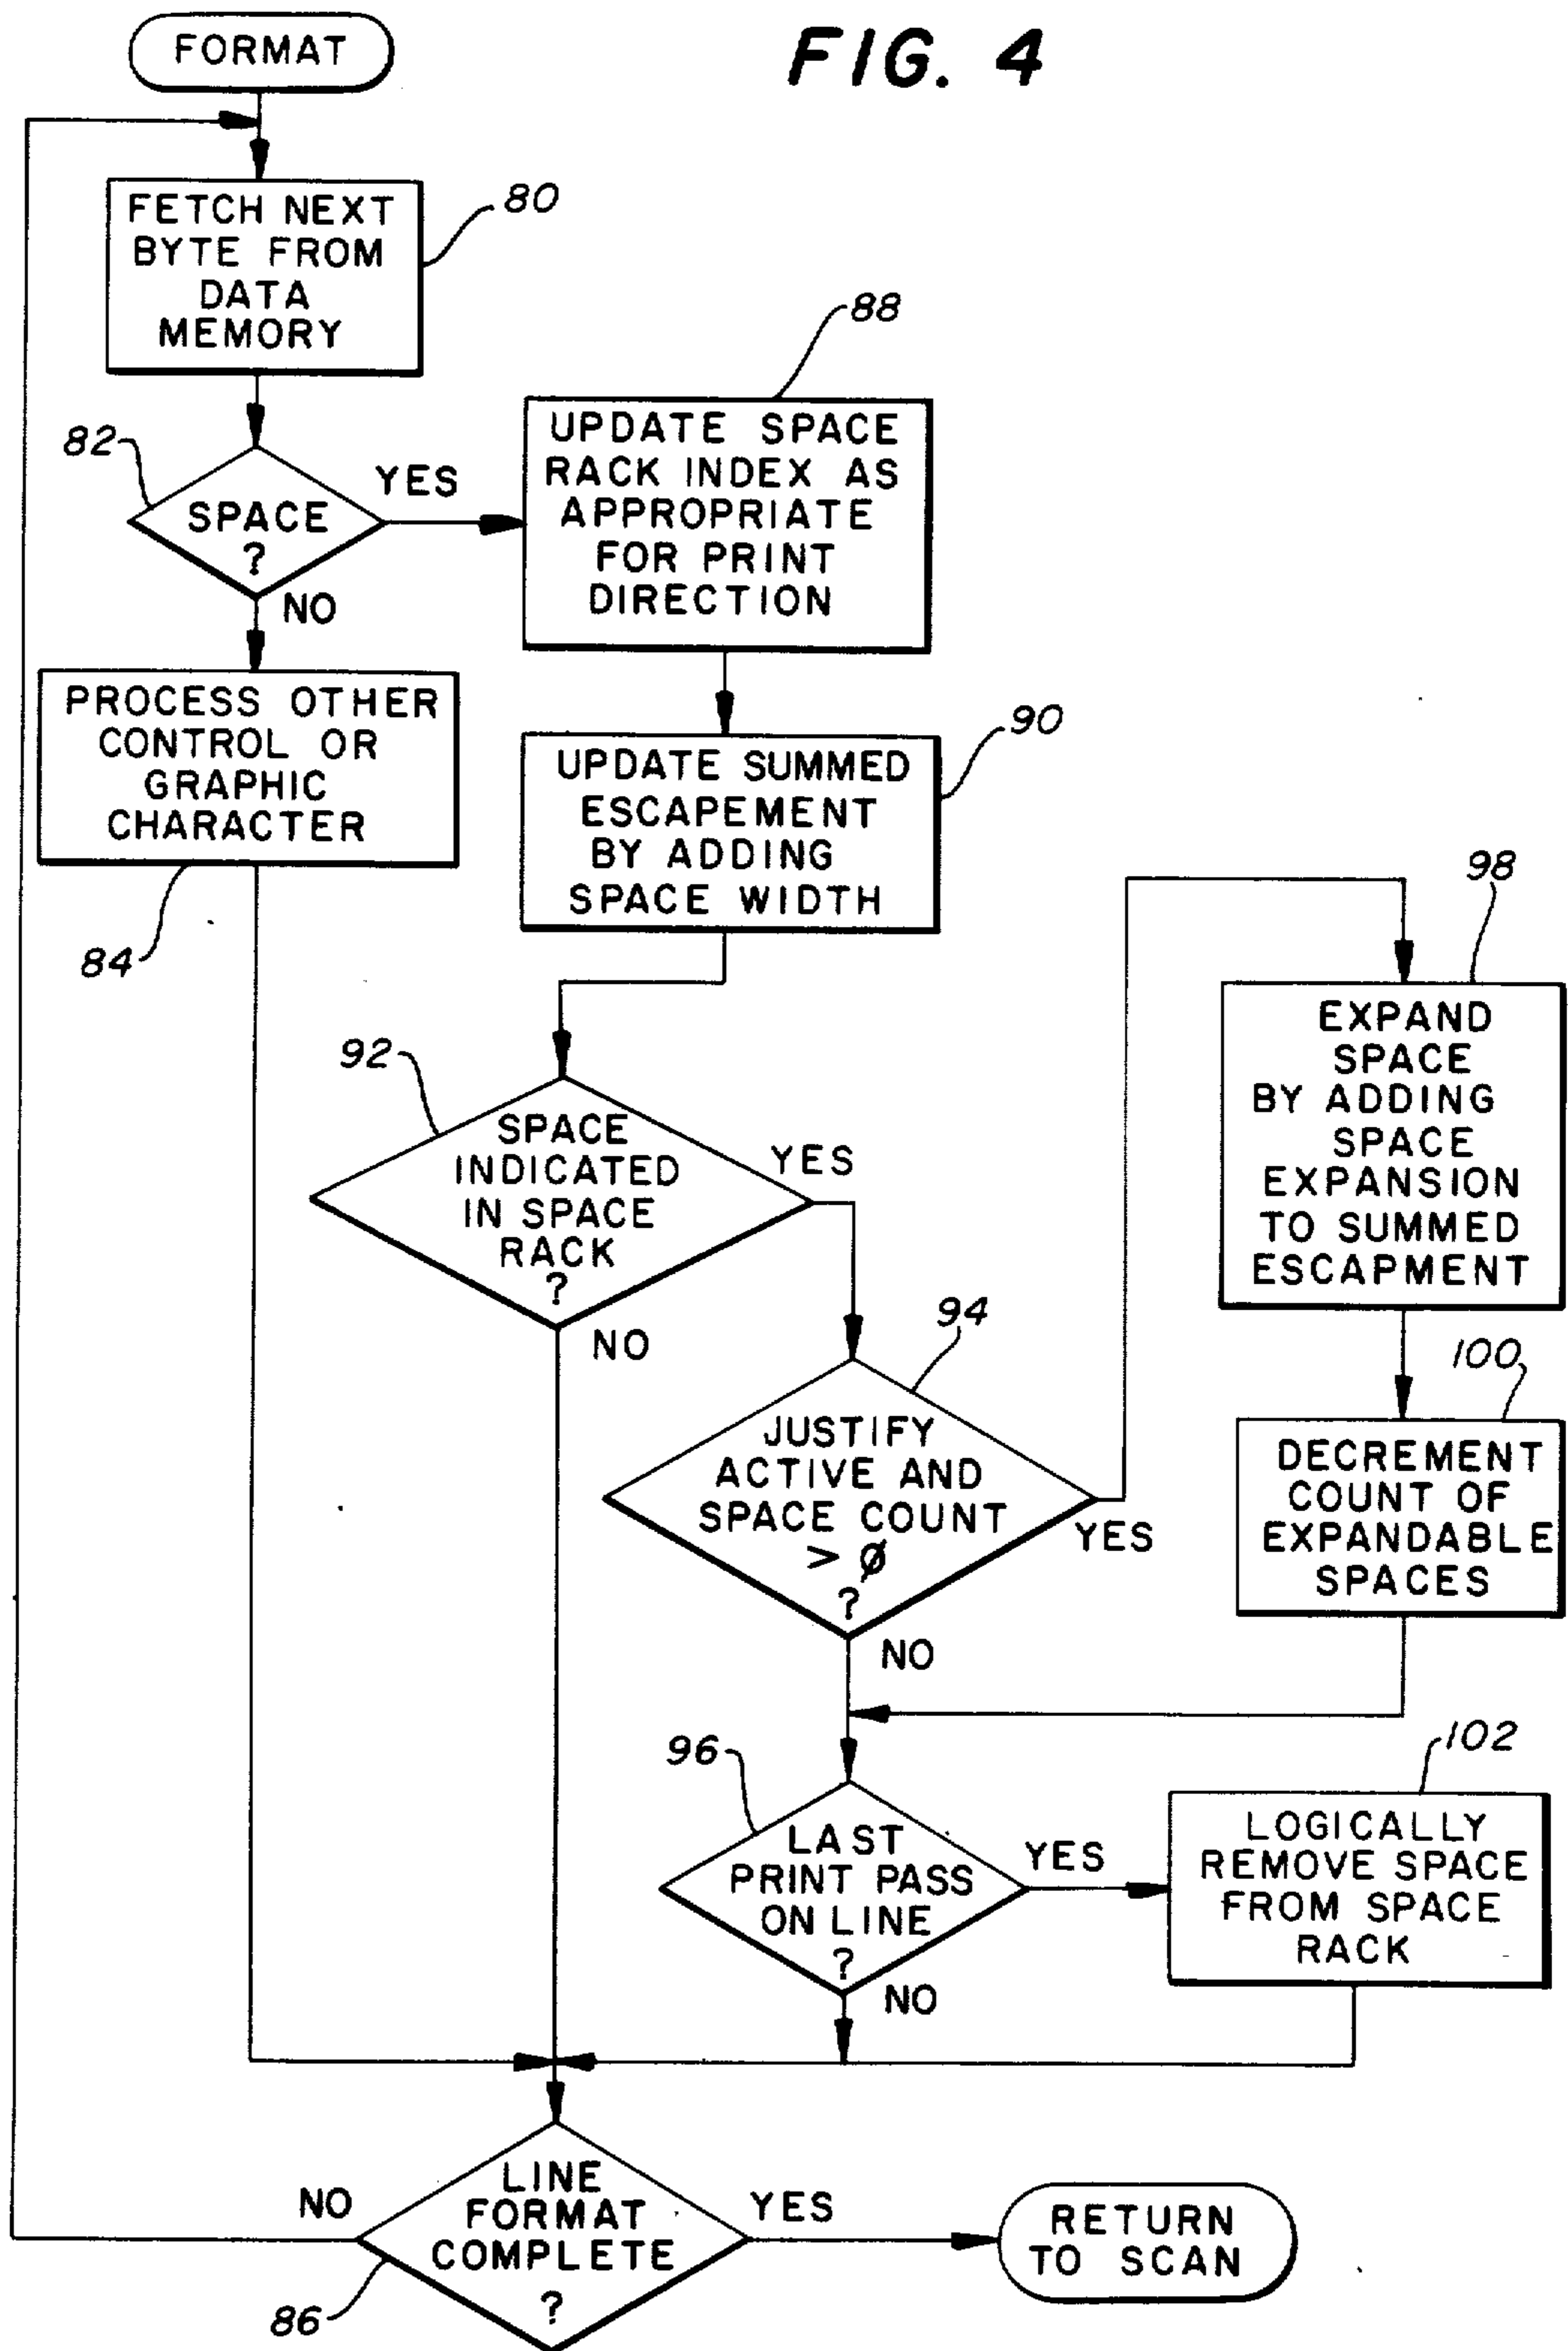 FIG. 4
FORMAT
FETCH NEXT
BYTE FROM
DATA
MEMORY
80
82
SPACE
?
YES
NO
88
UPDATE SPACE
RACK INDEX AS
APPROPRIATE
FOR PRINT
DIRECTION
PROCESS OTHER
CONTROL OR
GRAPHIC
CHARACTER
84
90
UPDATE SUMMED
ESCAPEMENT
BY ADDING
SPACE WIDTH
92
SPACE
INDICATED
IN SPACE
RACK
?
YES
NO
94
JUSTIFY
ACTIVE AND
SPACE COUNT
> Ø
?
YES
NO
98
EXPAND
SPACE
BY ADDING
SPACE
EXPANSION
TO SUMMED
ESCAPMENT
100
DECREMENT
COUNT OF
EXPANDABLE
SPACES
96
LAST
PRINT PASS
ON LINE
?
YES
NO
102
LOGICALLY
REMOVE SPACE
FROM SPACE
RACK
LINE
FORMAT
COMPLETE
?
NO
YES
86
RETURN
TO SCAN